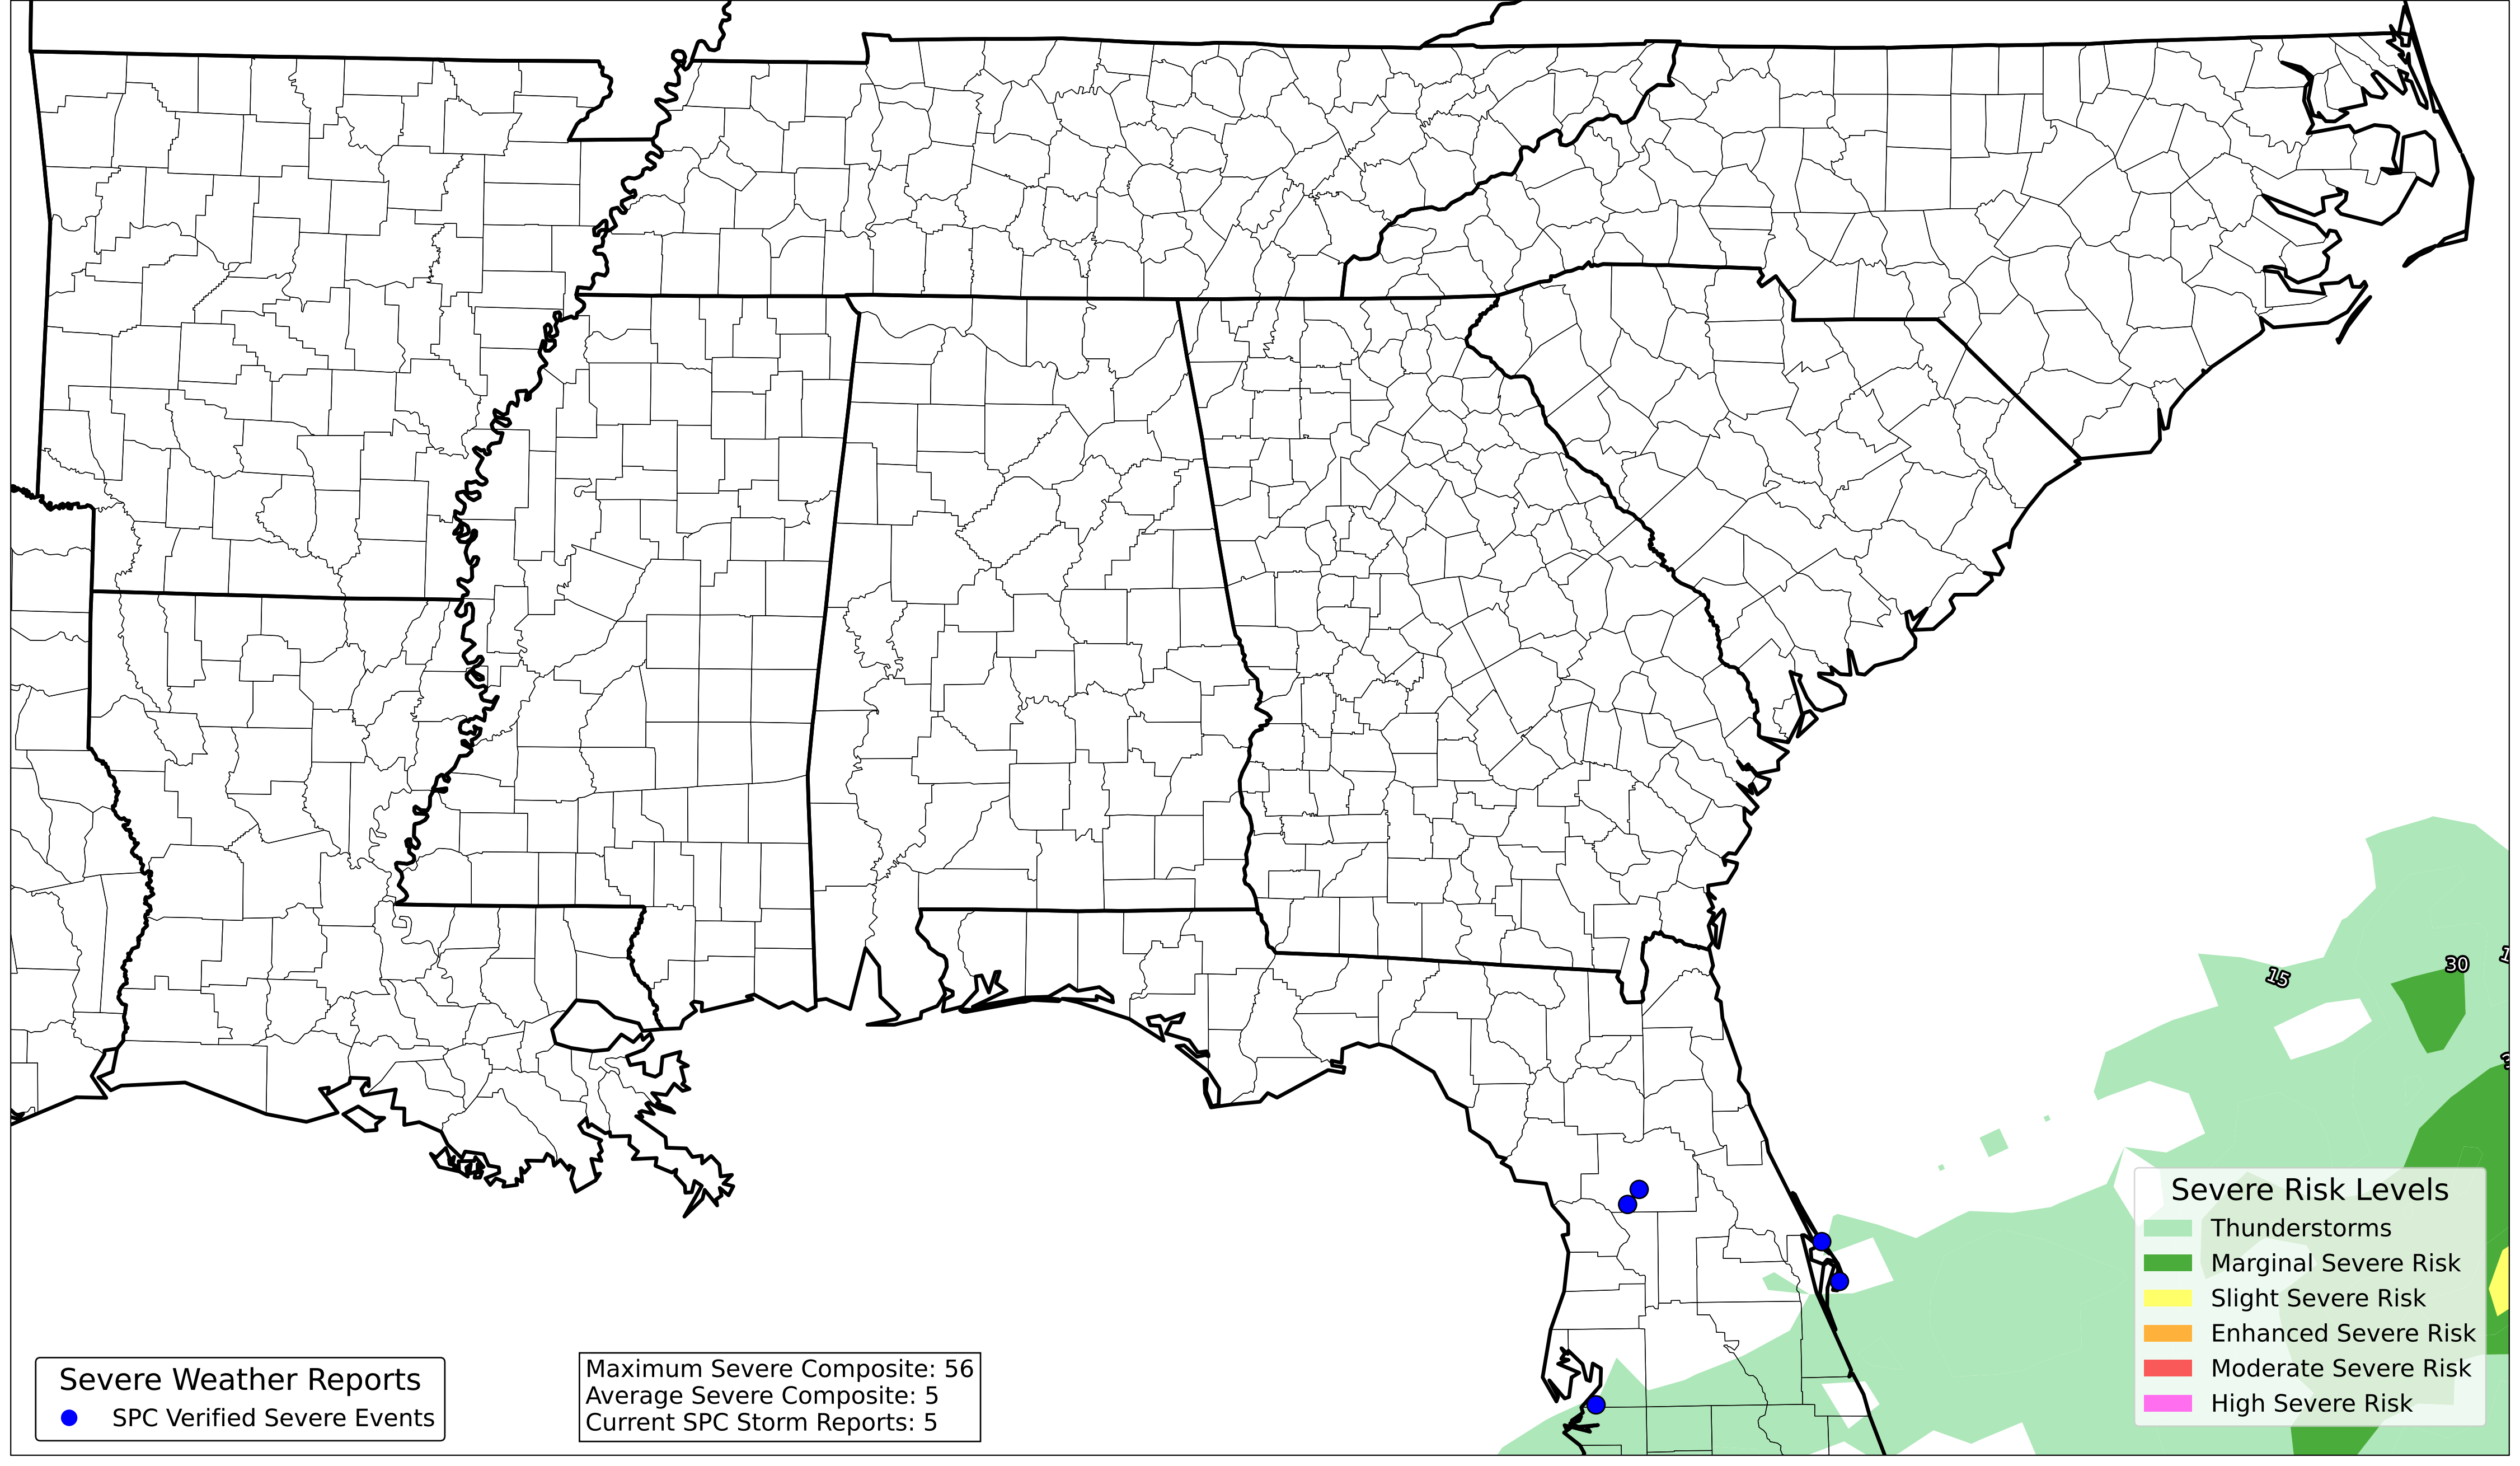 15
30
Severe Risk Levels
Thunderstorms
Marginal Severe Risk
Slight Severe Risk
Enhanced Severe Risk
Moderate Severe Risk
High Severe Risk
Severe Weather Reports
SPC Verified Severe Events
Maximum Severe Composite: 56
Average Severe Composite: 5
Current SPC Storm Reports: 5